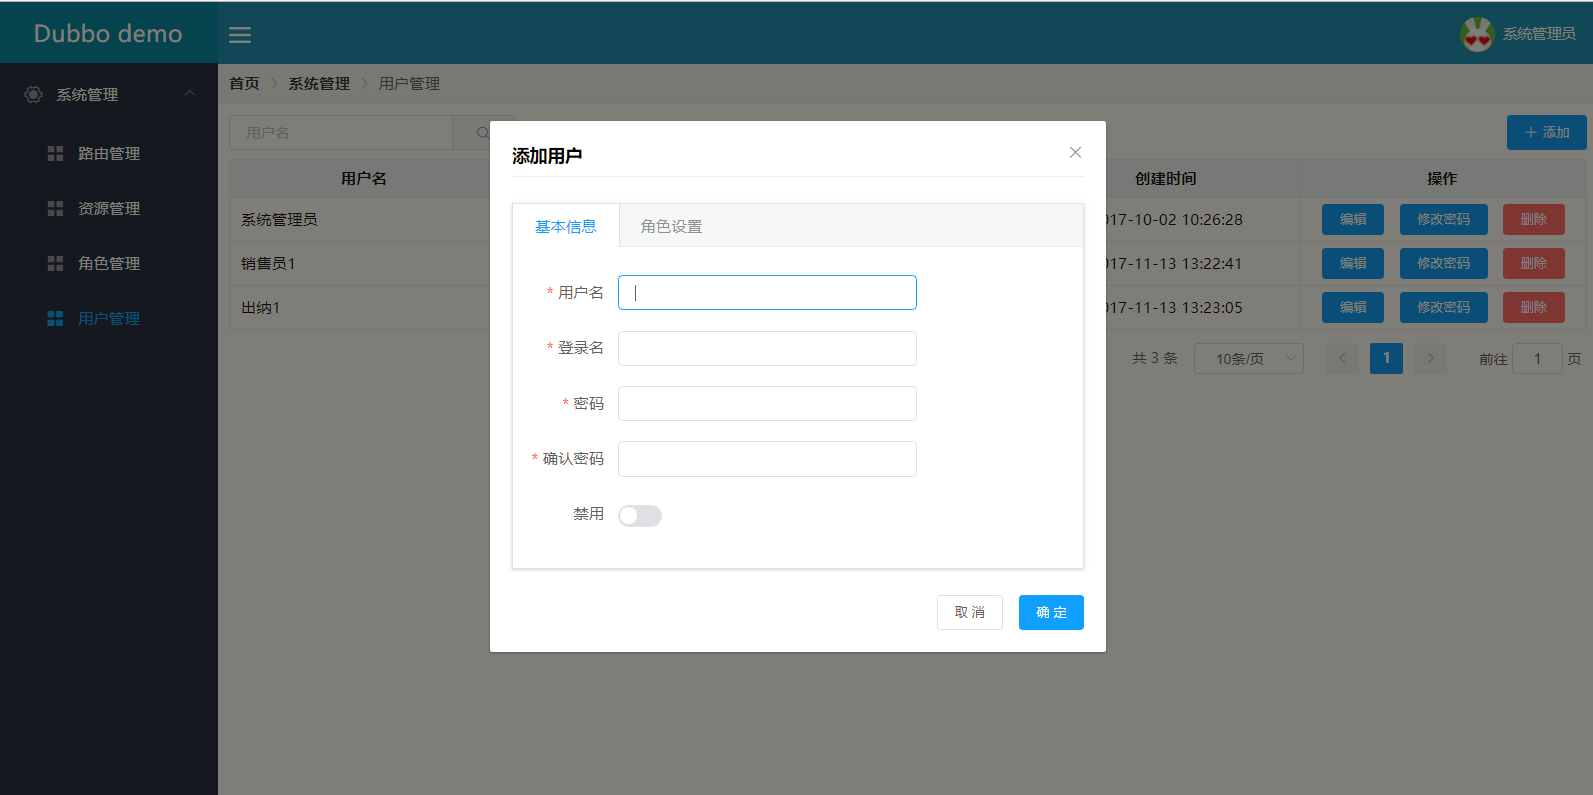 Dubbo demo
系统管理员
系统管理
路由管理
资源管理
角色管理
用户管理
首页 系统管理 用户管理
用户名
添加
用户名 创建时间 操作
系统管理员 17-10-02 10:26:28 编辑 修改密码 删除
销售员1 17-11-13 13:22:41 编辑 修改密码 删除
出纳1 17-11-13 13:23:05 编辑 修改密码 删除
共 3 条 10条/页 1 前往 1 页
添加用户
基本信息 角色设置
* 用户名
* 登录名
* 密码
* 确认密码
禁用
取 消 确 定